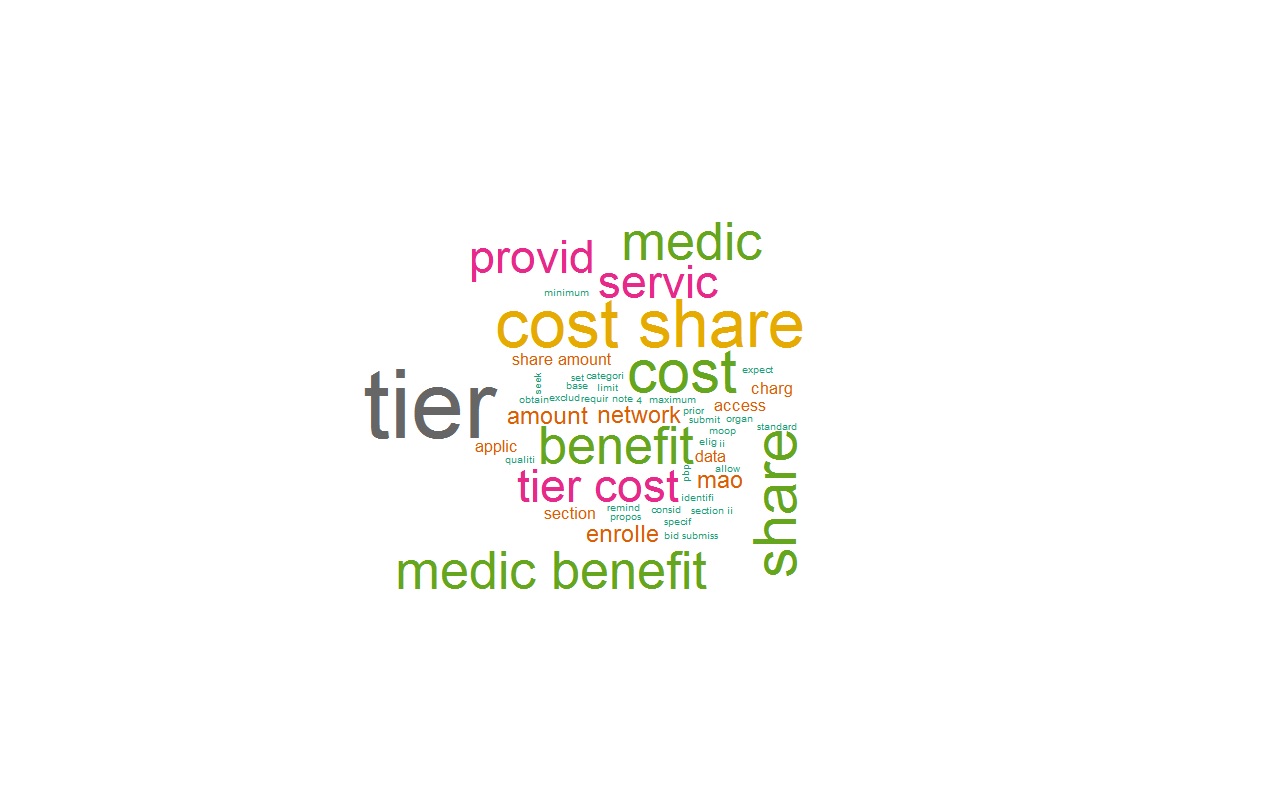 medic
provid
servic
minimum
cost share
share amount
cost
expect
tier
seek
set
categori
base
limit
charg
obtain
exclud
requir
note
4
maximum
access
amount
network
prior
submit
organ
standard
moop
benefit
elig
ii
applic
data
qualiti
allow
pbp
mao
tier cost
identifi
share
section
remind
consid
section ii
propos
specif
enrolle
bid submiss
medic benefit